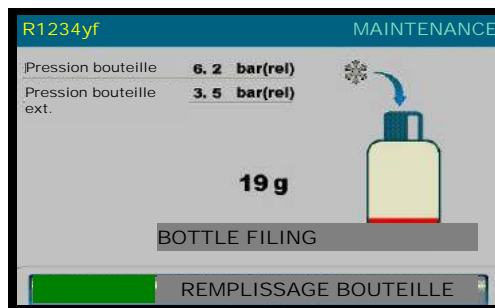 R1234yf MAINTENANCE
Pression bouteille 6. 2 bar(rel)
Pression bouteille 3. 5 bar(rel)
ext.
19 g
BOTTLE FILING
REMPLISSAGE BOUTEILLE